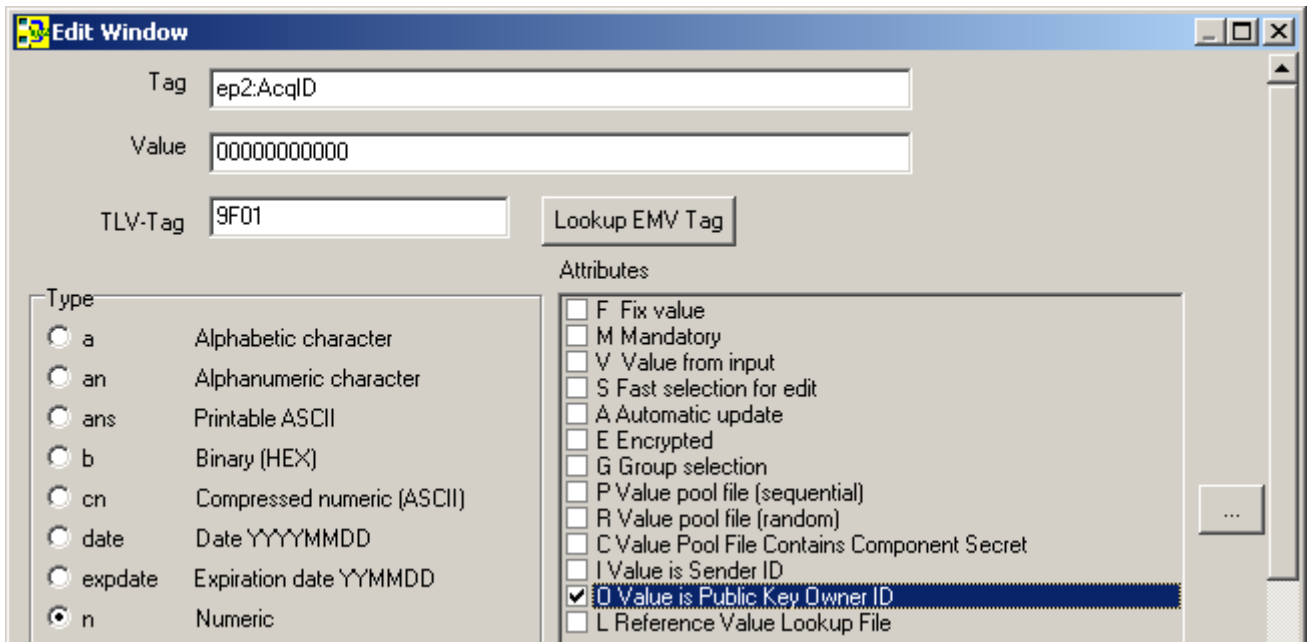 Edit Window
Tag ep2:AcqID
Value 00000000000
TLV-Tag 9F01 Lookup EMV Tag
Type
a Alphabetic character
an Alphanumeric character
ans Printable ASCII
b Binary (HEX)
cn Compressed numeric (ASCII)
date Date YYYYMMDD
expdate Expiration date YYMMDD
n Numeric
Attributes
F Fix value
M Mandatory
V Value from input
S Fast selection for edit
A Automatic update
E Encrypted
G Group selection
P Value pool file (sequential)
R Value pool file (random)
C Value Pool File Contains Component Secret
I Value is Sender ID
O Value is Public Key Owner ID
L Reference Value Lookup File
...